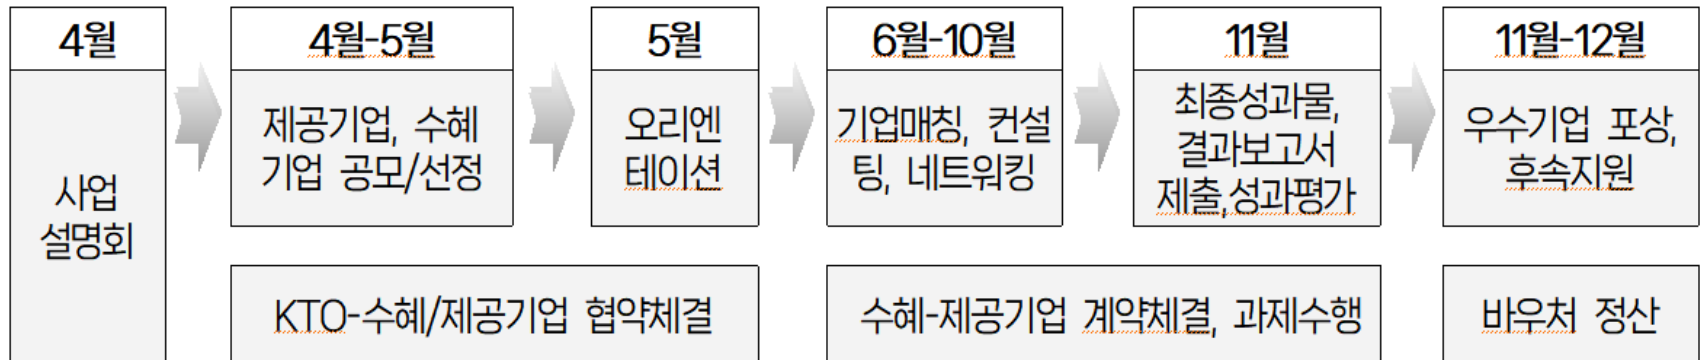 4월
사업
설명회
4월-5월
제공기업, 수혜
기업 공모/선정
5월
오리엔
테이션
6월-10월
기업매칭, 컨설
팅, 네트워킹
11월
최종성과물,
결과보고서
제출,성과평가
11월-12월
우수기업 포상,
후속지원
KTO-수혜/제공기업 협약체결
수혜-제공기업 계약체결, 과제수행
바우처 정산